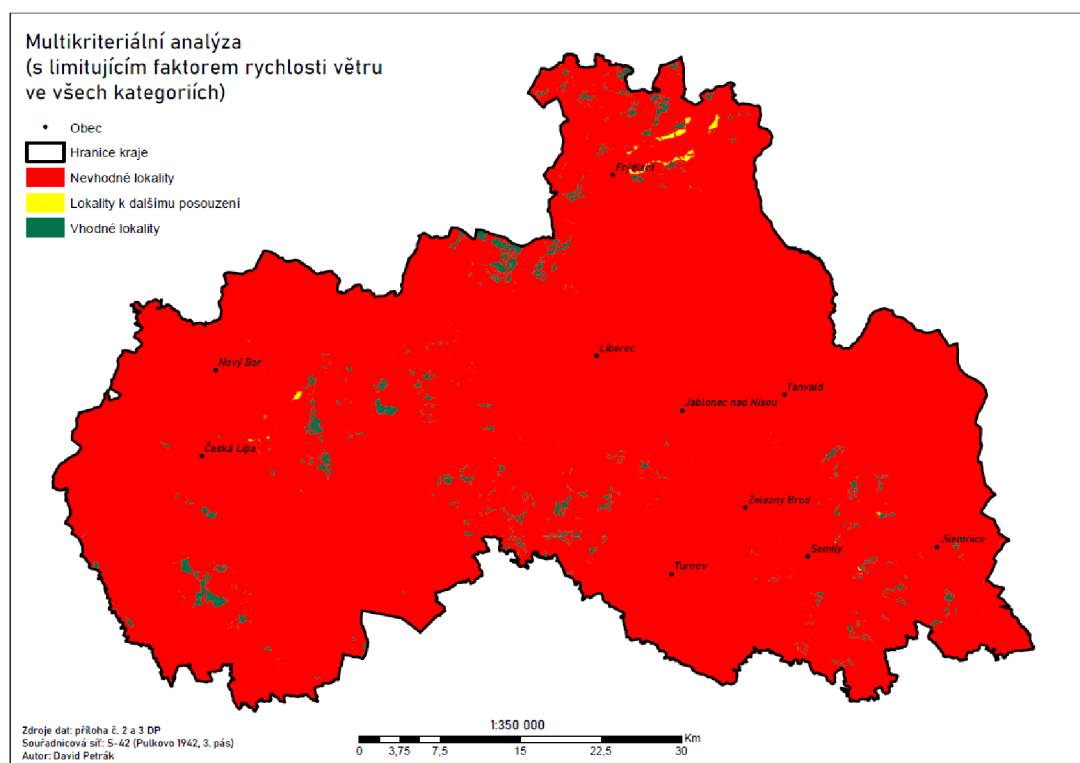 Multikriteriální analýza
(s limitujícím faktorem rychlosti větru
ve všech kategoriích)
Obec
Hranice kraje
Nevhodné lokality
Lokality k dalšímu posouzení
Vhodné lokality
Frýdlant
Liberec
Nový Bor
Tanvald
Jablonec nad Nisou
Česká Lípa
Železný Brod
Semily
Jilemnice
Turnov
Zdroje dat: příloha č. 2 a 3 DP
Souřadnicová síť: S-42 (Pulkovo 1942, 3. pás)
Autor: David Petrák
1:350 000
Km
0 3,75 7,5 15 22,5 30